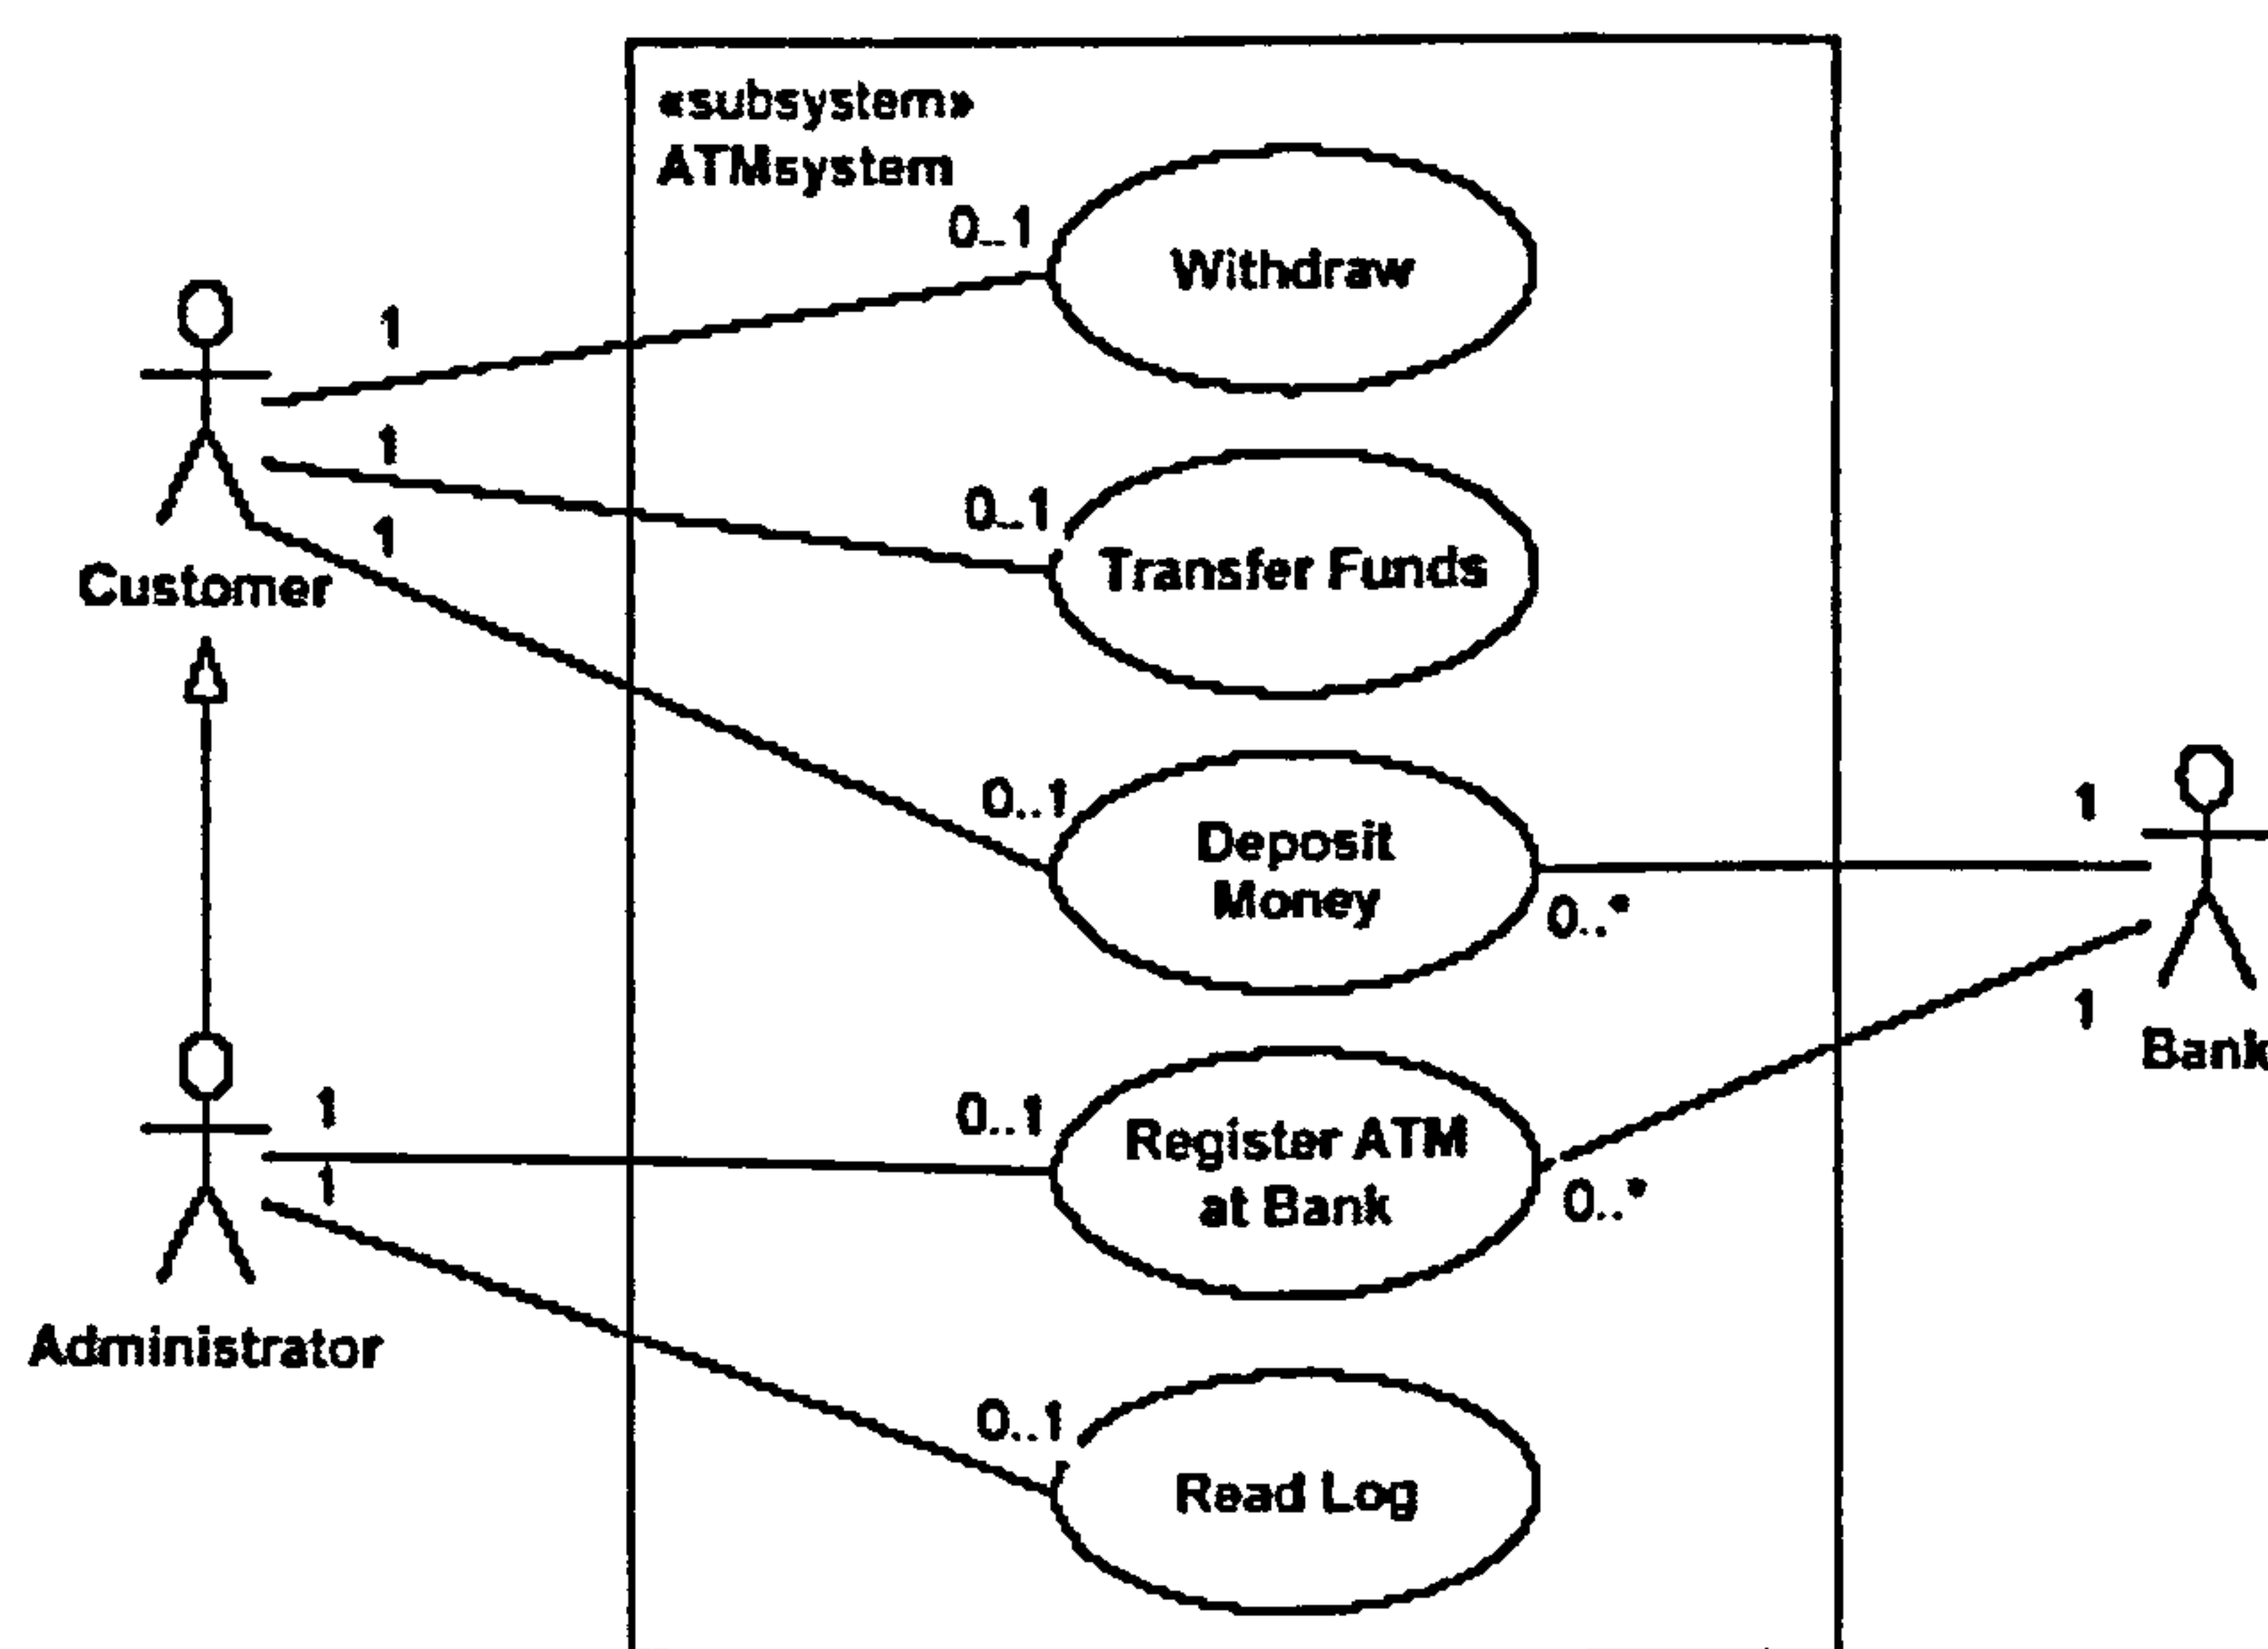 «subsystem»
ATMsystem
0..1
Withdraw
1
1
0..1
1
Transfer Funds
Customer
0..1
Deposit
Money
1
0..*
1
Bank
1
0..1
Register ATM
1
at Bank
0..*
Administrator
0..1
Read Log